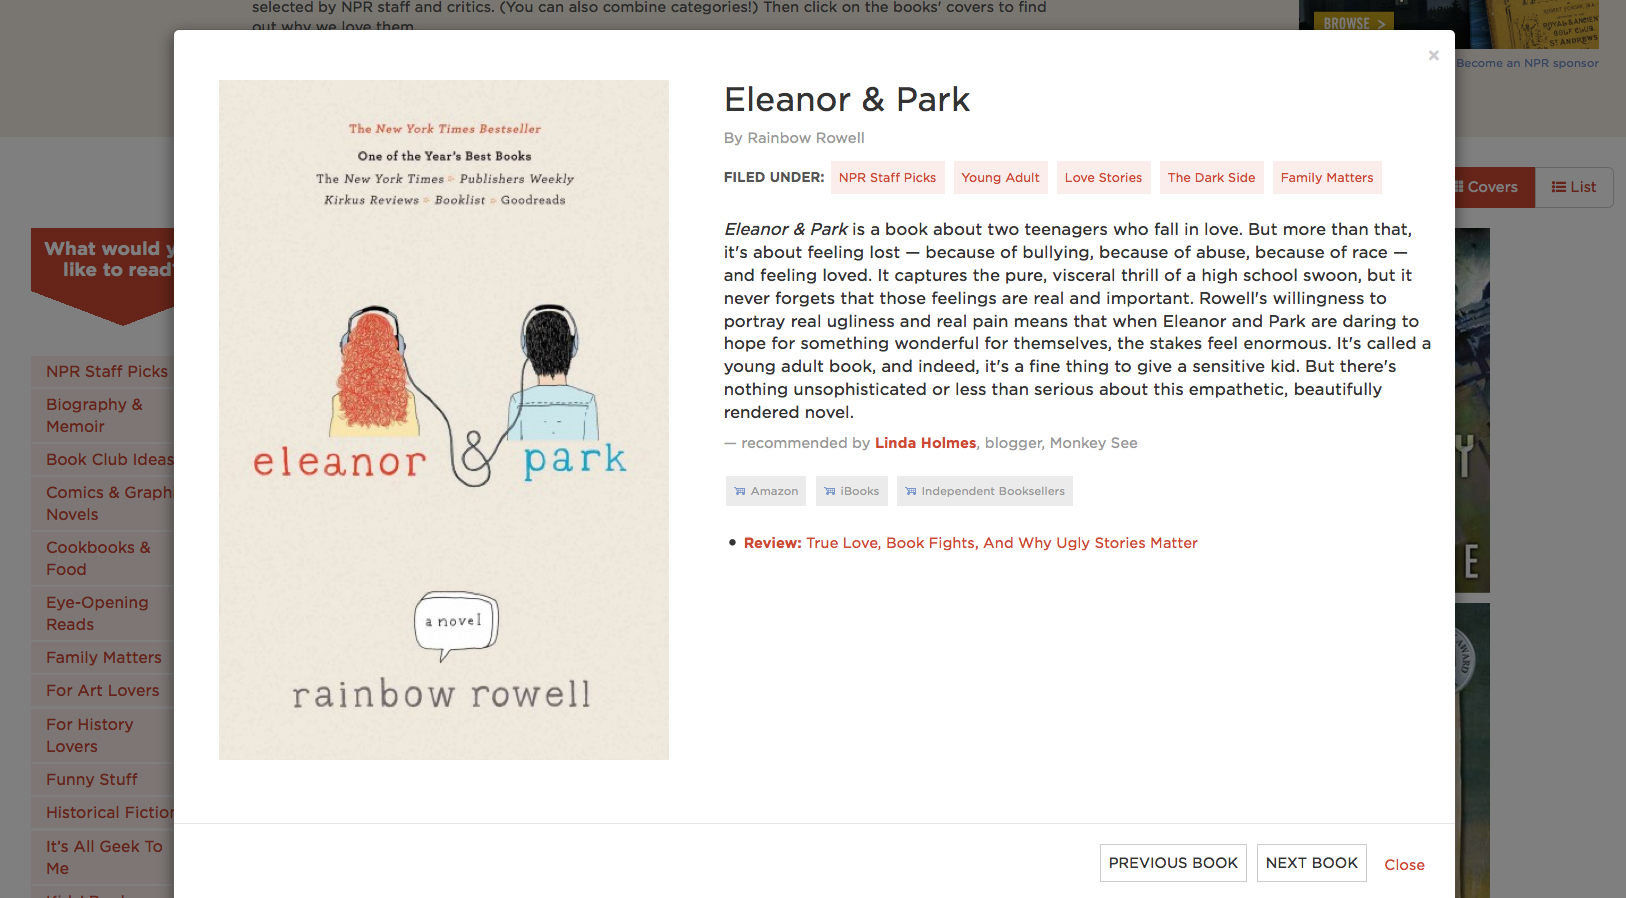 selected by NPR staff and critics. (You can also combine categories!) Then click on the books' covers to find
out why we love them.
BROWSE >
ROYAL & ANCIENT
GOLF CLUB,
ST ANDREWS
Become an NPR sponsor
×
Covers
List
What would y
like to read?
NPR Staff Picks
Biography &
Memoir
Book Club Ideas
Comics & Graph
Novels
Cookbooks &
Food
Eye-Opening
Reads
Family Matters
For Art Lovers
For History
Lovers
Funny Stuff
Historical Fiction
It's All Geek To
Me
The New York Times Bestseller
One of the Year's Best Books
The New York Times Publishers Weekly
Kirkus Reviews Booklist Goodreads
eleanor & park
a novel
rainbow rowell
Eleanor & Park
By Rainbow Rowell
FILED UNDER: NPR Staff Picks Young Adult Love Stories The Dark Side Family Matters
Eleanor & Park is a book about two teenagers who fall in love. But more than that,
it's about feeling lost — because of bullying, because of abuse, because of race —
and feeling loved. It captures the pure, visceral thrill of a high school swoon, but it
never forgets that those feelings are real and important. Rowell's willingness to
portray real ugliness and real pain means that when Eleanor and Park are daring to
hope for something wonderful for themselves, the stakes feel enormous. It's called a
young adult book, and indeed, it's a fine thing to give a sensitive kid. But there's
nothing unsophisticated or less than serious about this empathetic, beautifully
rendered novel.
— recommended by Linda Holmes, blogger, Monkey See
Amazon iBooks Independent Booksellers
• Review: True Love, Book Fights, And Why Ugly Stories Matter
Y
E
AWARD
PREVIOUS BOOK NEXT BOOK Close